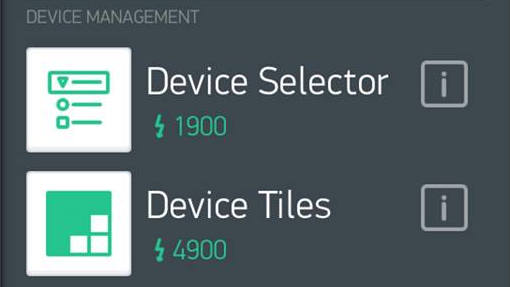 DEVICE MANAGEMENT
Device Selector
1900
Device Tiles
4900